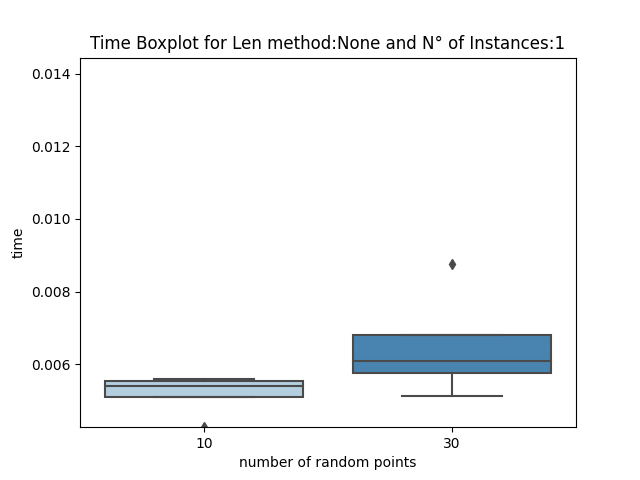 Time Boxplot for Len method:None and N° of Instances:1
0.014
0.012
0.010
0.008
0.006
time
10
30
number of random points